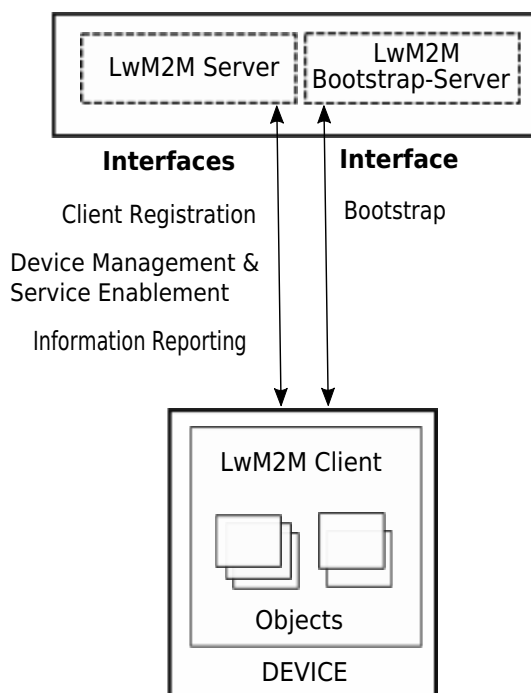 LwM2M Server
LwM2M
Bootstrap-Server
Interfaces
Client Registration
Device Management &
Service Enablement
Information Reporting
Interface
Bootstrap
LwM2M Client
Objects
DEVICE